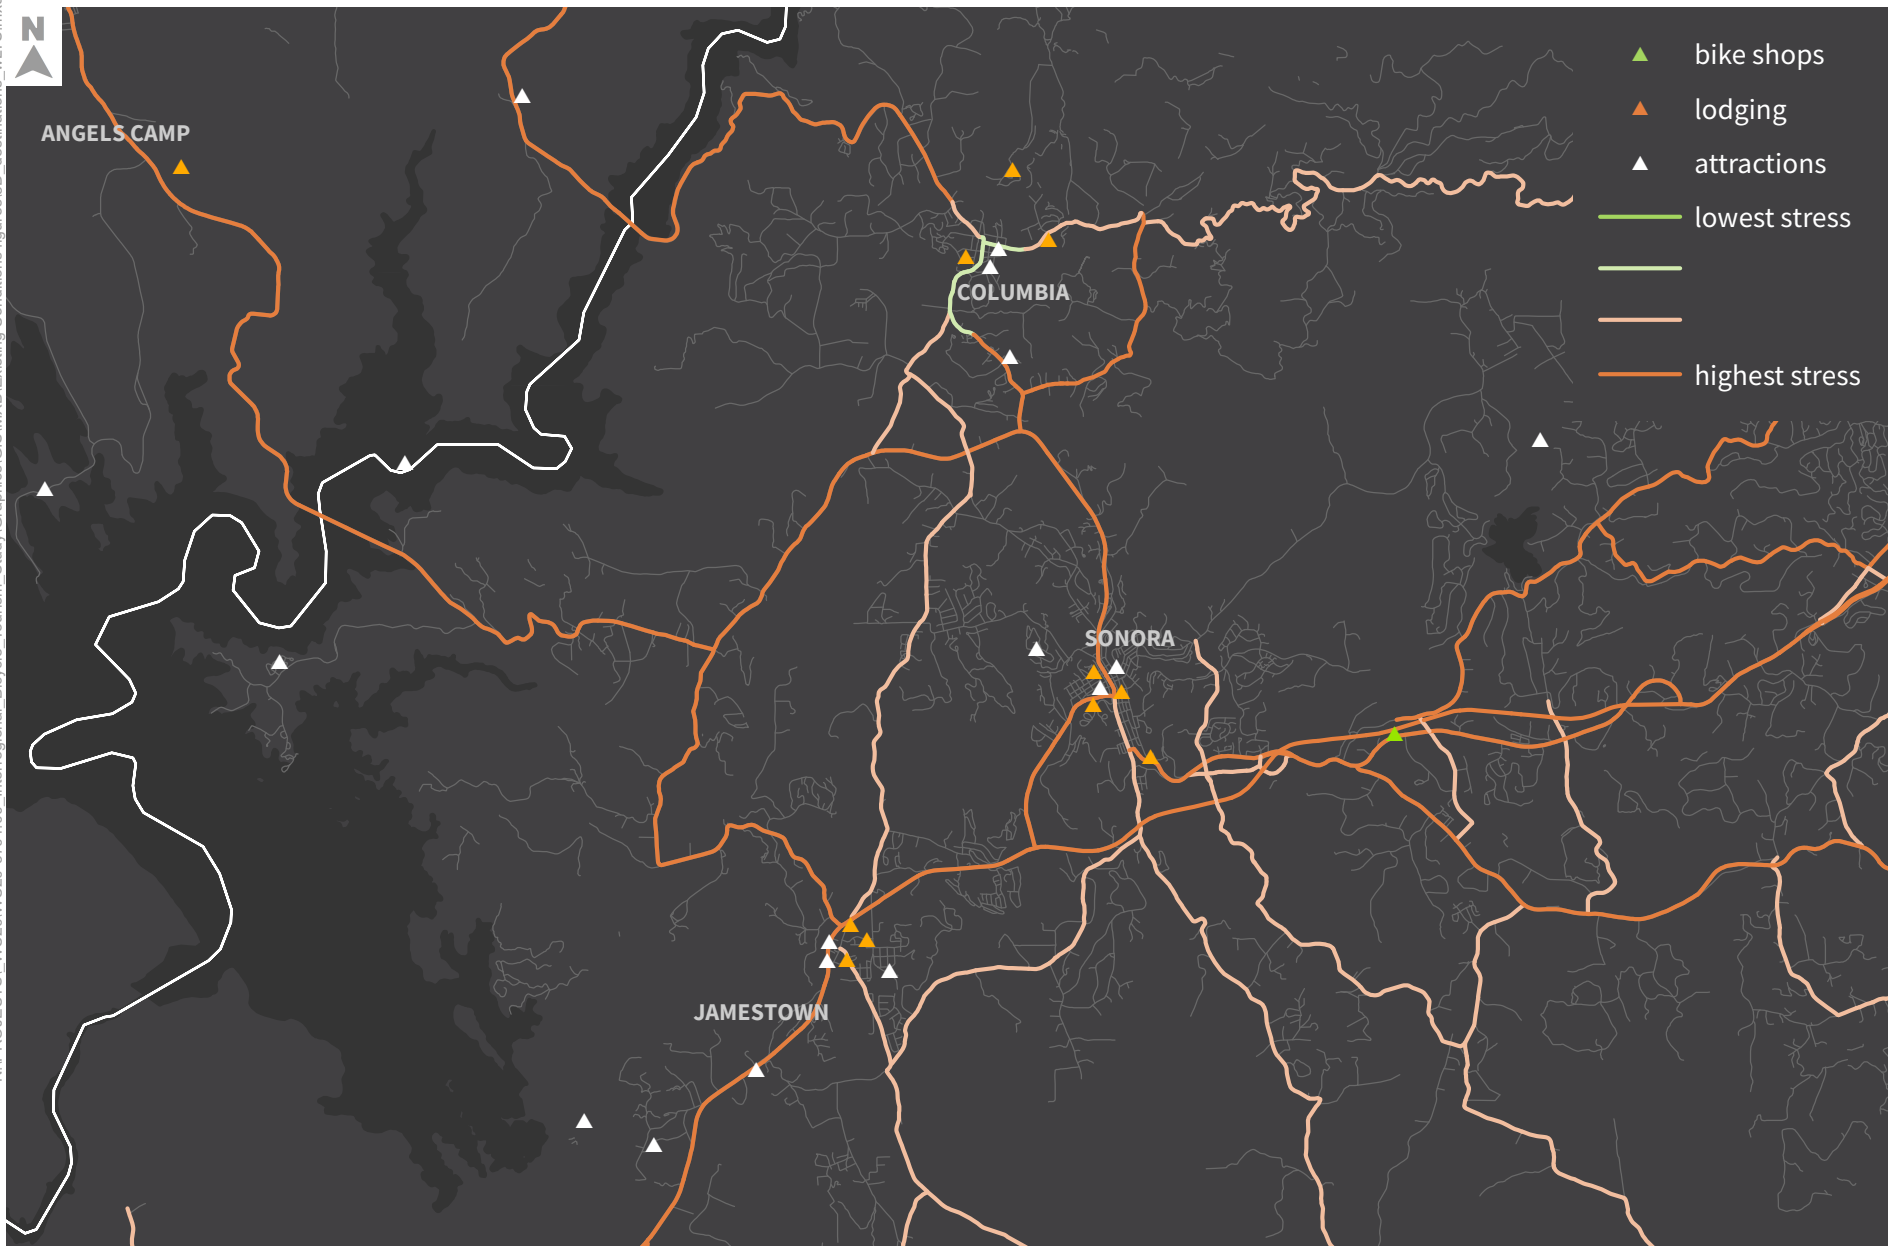 N
bike shops
lodging
attractions
lowest stress
highest stress
ANGELS CAMP
COLUMBIA
SONORA
JAMESTOWN